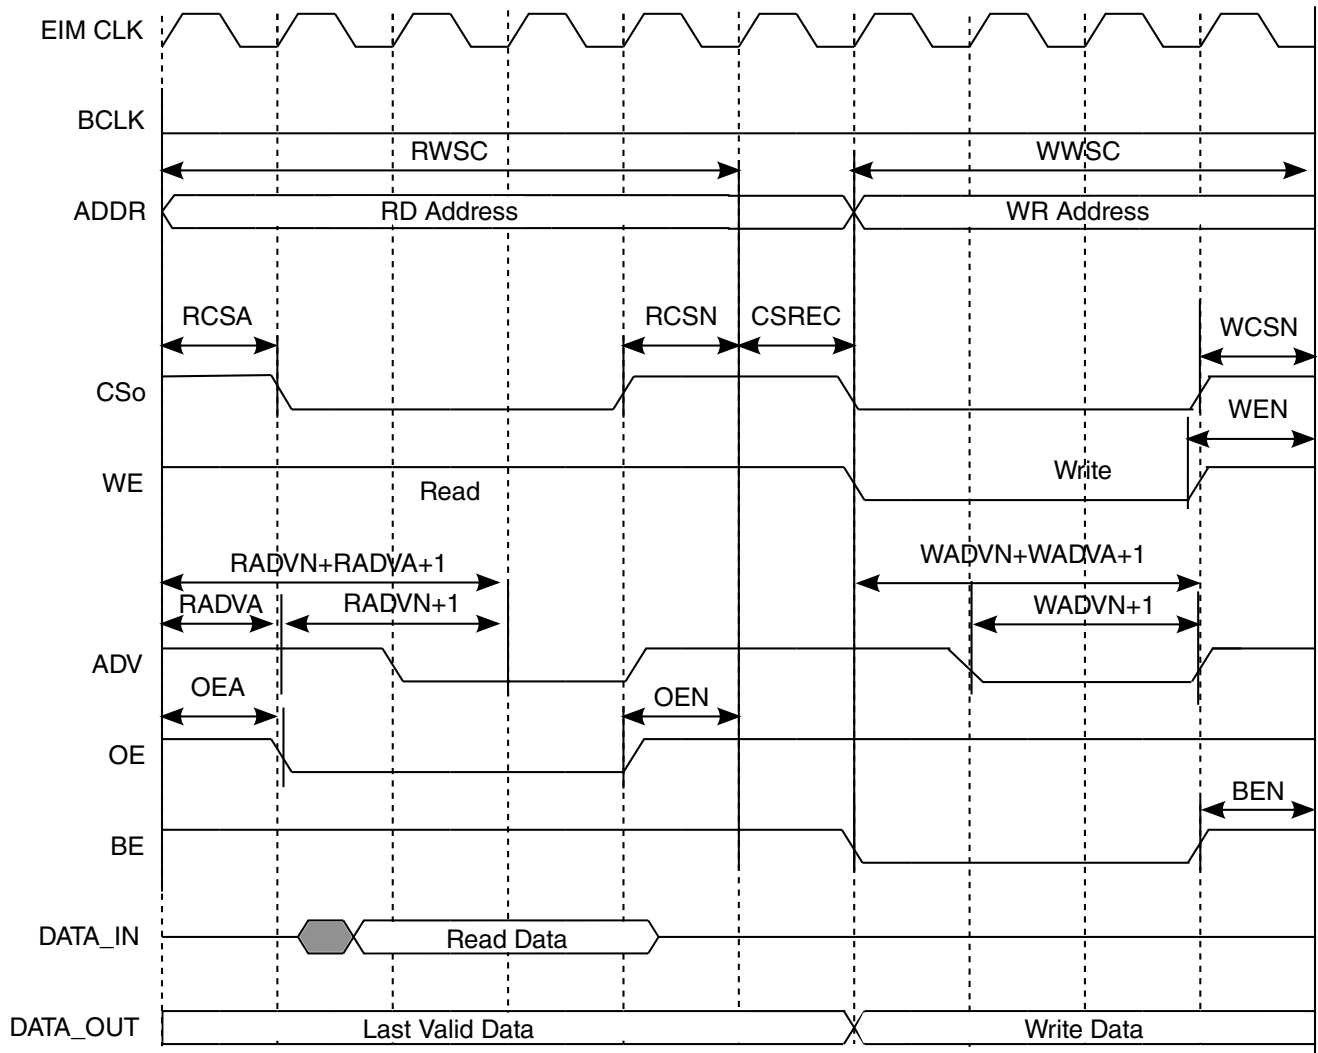 EIM CLK
BCLK
RWSC WWSC
ADDR RD Address WR Address
RCSA RCSN CSREC WCSN
CSo
WEN
WE Read Write
RADVN+RADVA+1 WADVN+WADVA+1
RADVA RADVN+1 WADVN+1
ADV
OEA OEN
OE
BEN
BE
DATA_IN Read Data
DATA_OUT Last Valid Data Write Data